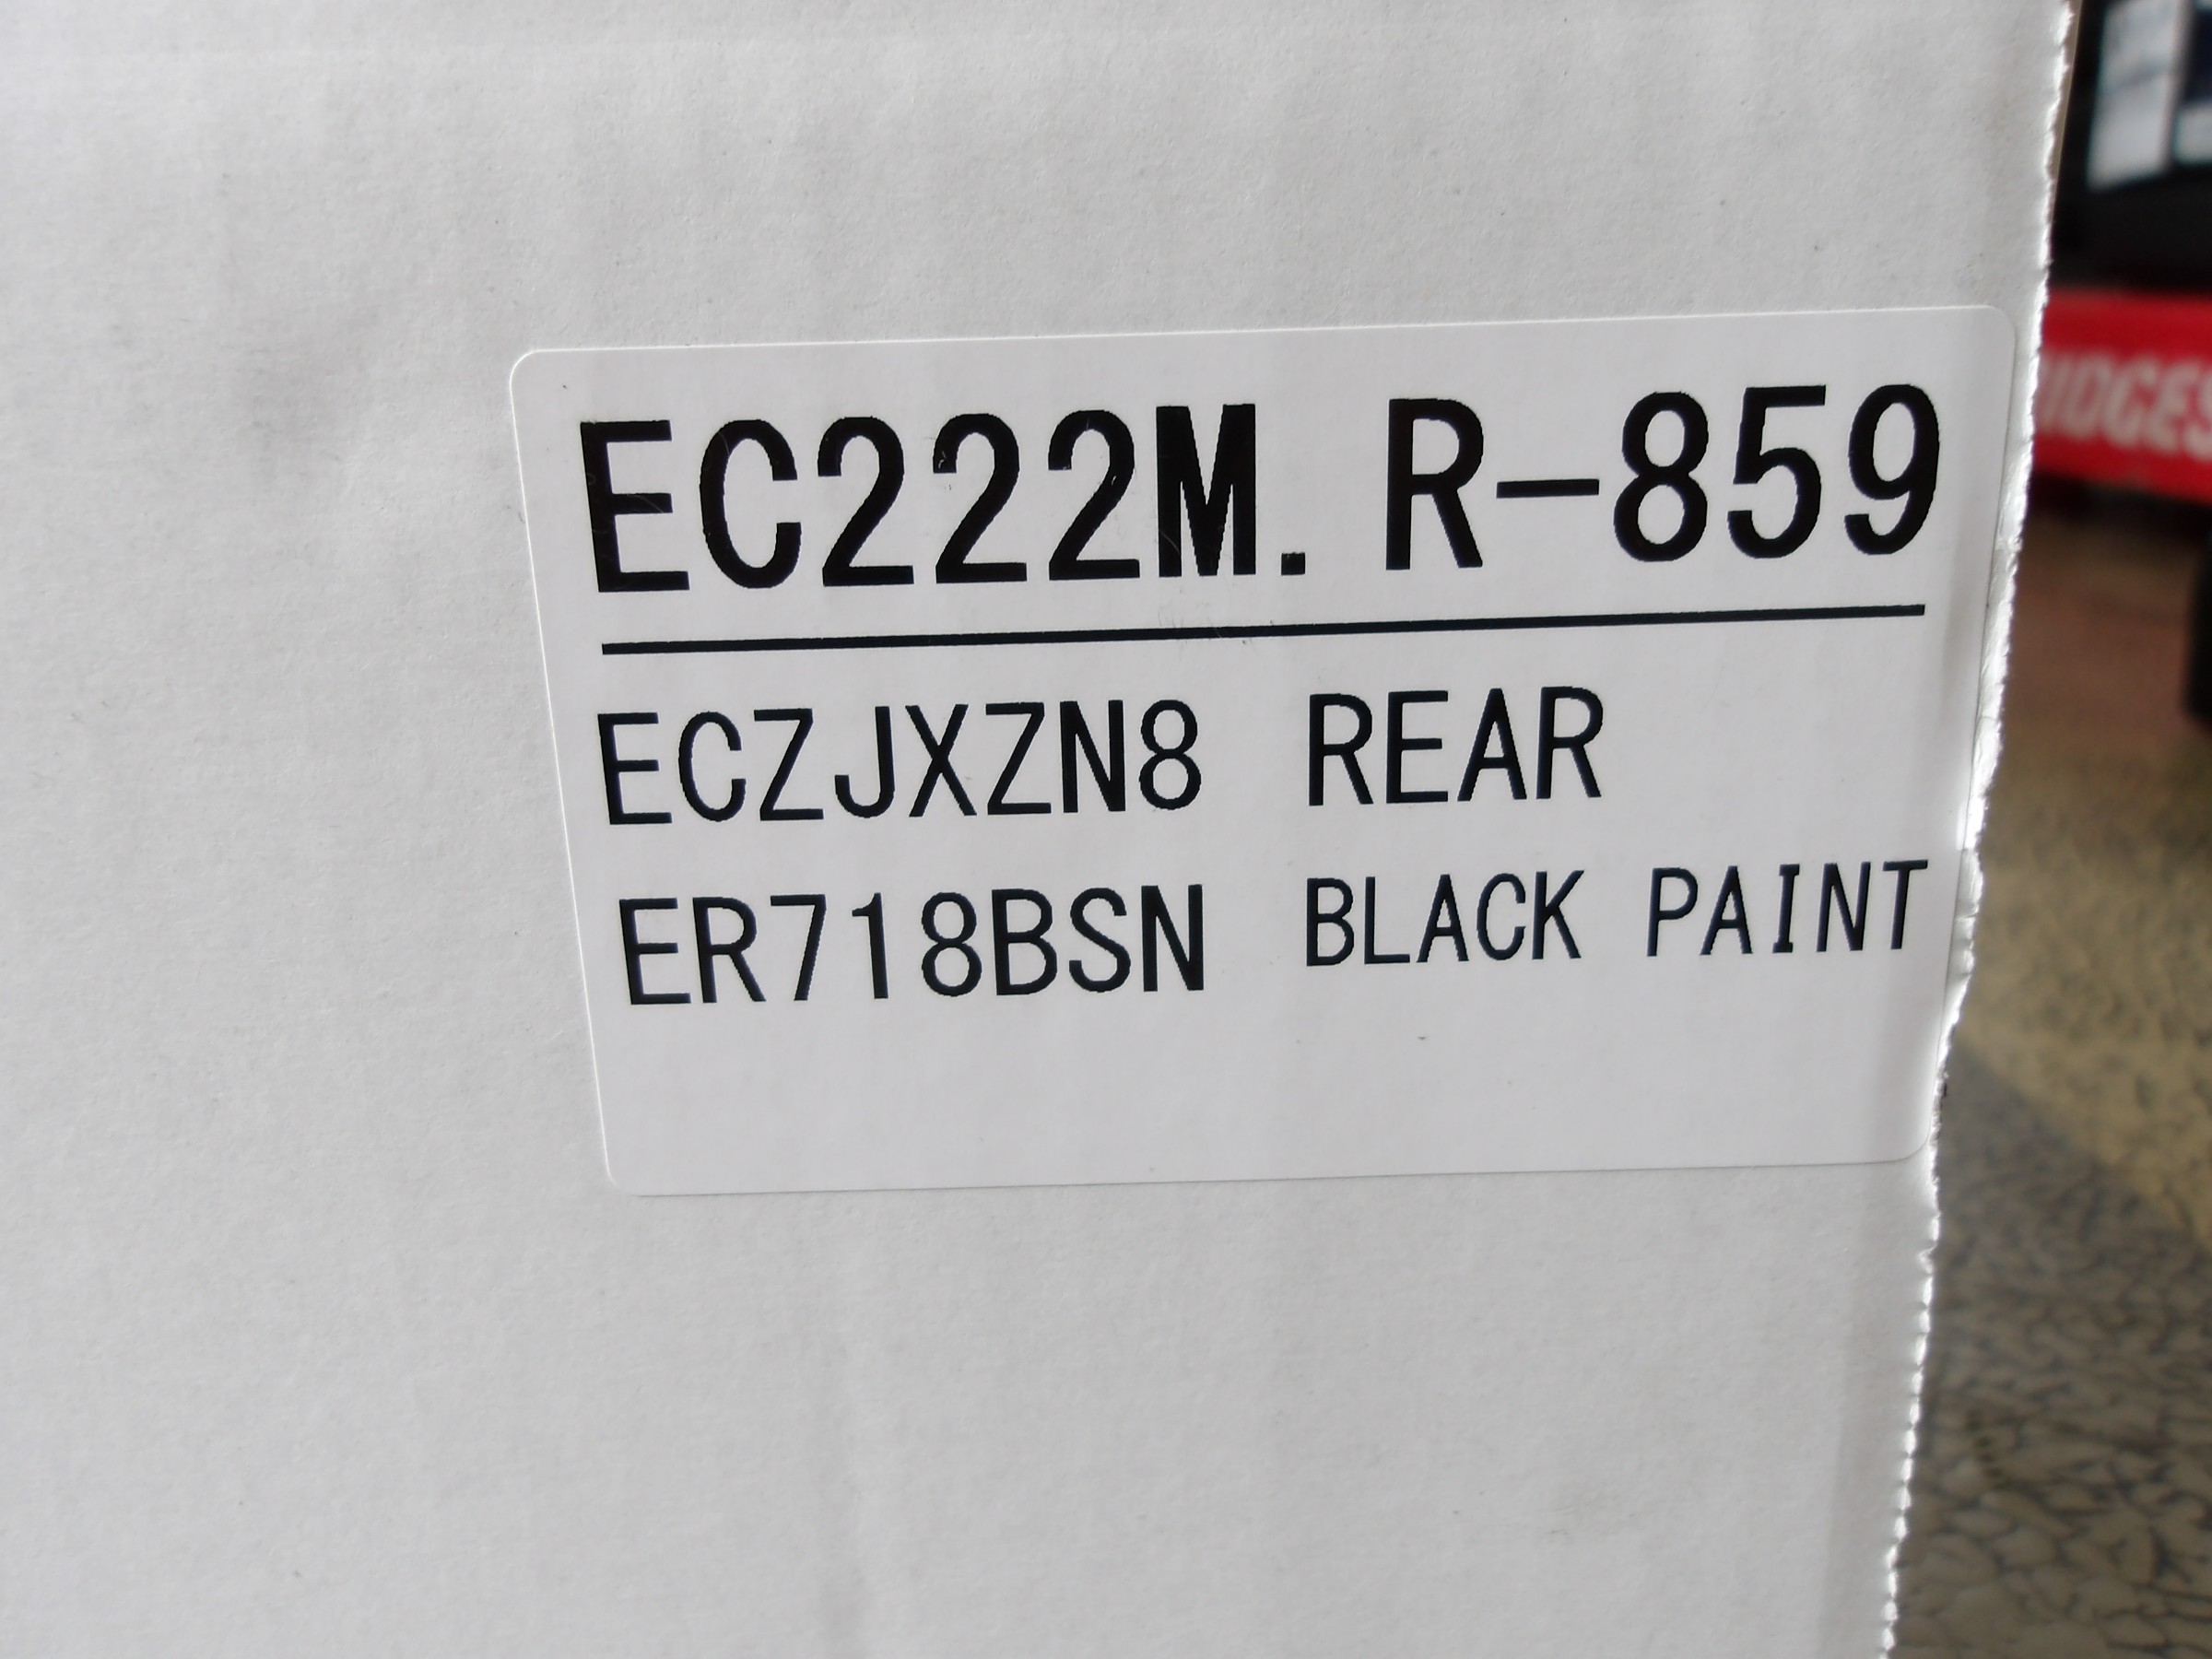 EC222M. R-859
ECZJXZN8 REAR
ER718BSN BLACK PAINT